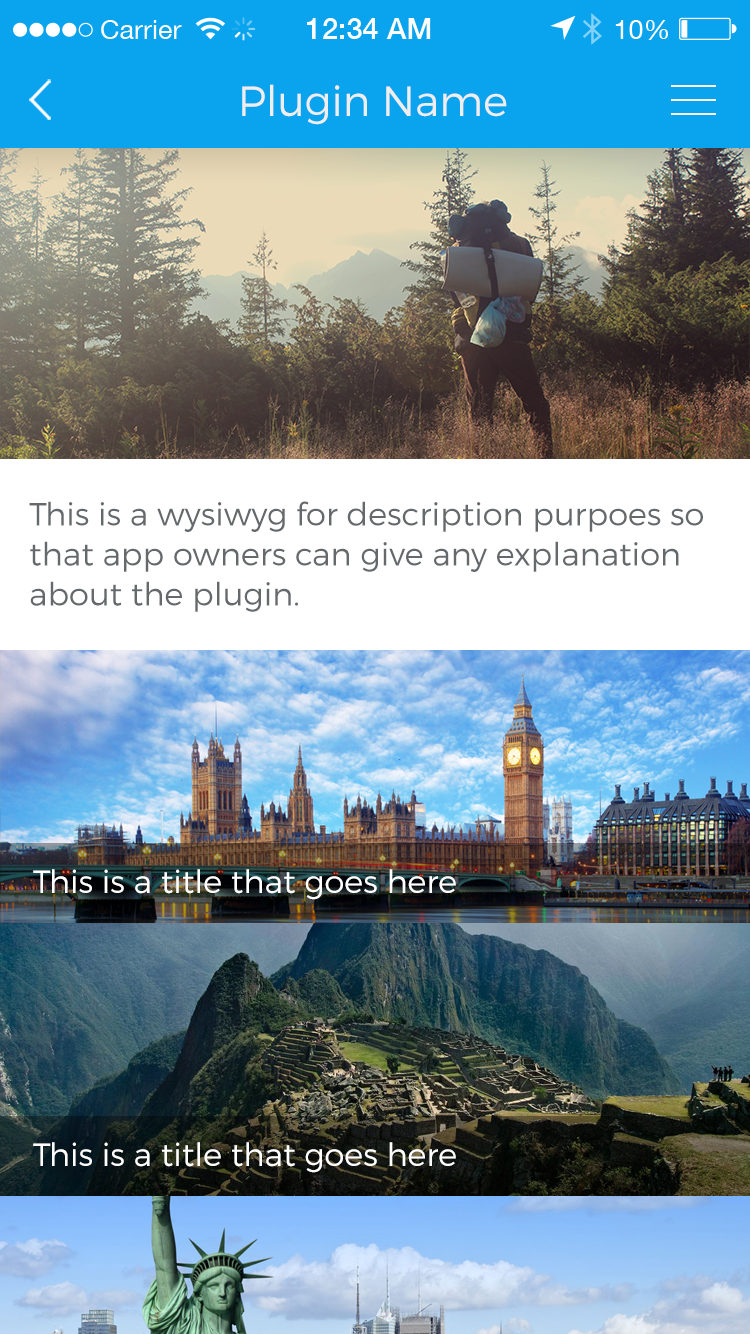 Carrier 12:34 AM 10%
Plugin Name
This is a wysiwyg for description purpoes so
that app owners can give any explanation
about the plugin.
This is a title that goes here
This is a title that goes here